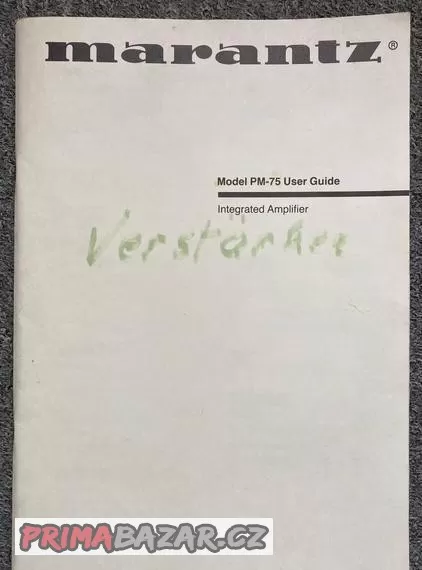 marantz®
Model PM-75 User Guide
Integrated Amplifier
Verstärker
PRIMABAZAR.CZ